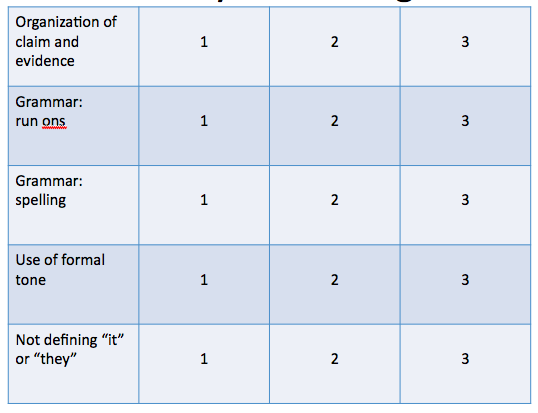 Organization of
claim and
evidence
1 2 3
Grammar:
run ons
1 2 3
Grammar:
spelling
1 2 3
Use of formal
tone
1 2 3
Not defining “it”
or “they”
1 2 3